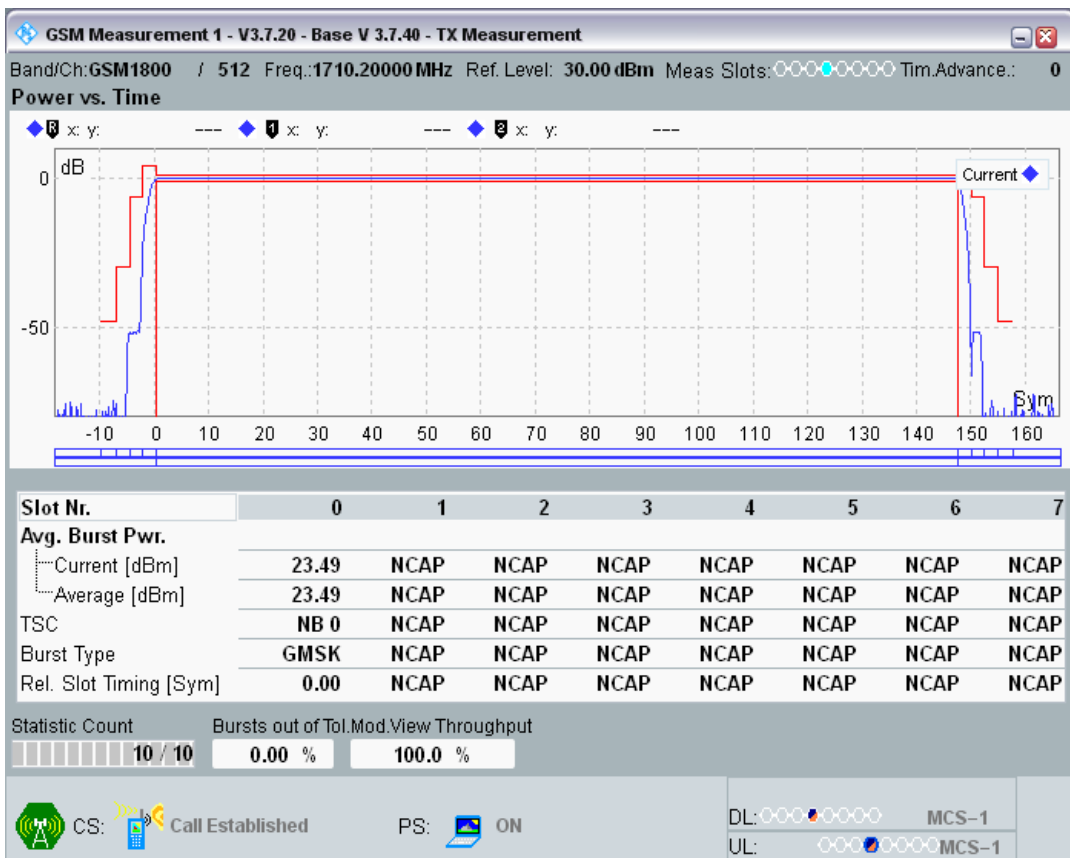 GSM Measurement 1 - V3.7.20 - Base V 3.7.40 - TX Measurement
Band/Ch:GSM1800 / 512 Freq.:1710.20000 MHz Ref. Level: 30.00 dBm Meas Slots: Tim.Advance.: 0
Power vs. Time
R x: y: --- 1 x: y: --- 2 x: y: ---
dB
Current
0
-50
Sym
-10 0 10 20 30 40 50 60 70 80 90 100 110 120 130 140 150 160
Slot Nr. 0 1 2 3 4 5 6 7
Avg. Burst Pwr.
Current [dBm] 23.49 NCAP NCAP NCAP NCAP NCAP NCAP NCAP
Average [dBm] 23.49 NCAP NCAP NCAP NCAP NCAP NCAP NCAP
TSC NB 0 NCAP NCAP NCAP NCAP NCAP NCAP NCAP
Burst Type GMSK NCAP NCAP NCAP NCAP NCAP NCAP NCAP
Rel. Slot Timing [Sym] 0.00 NCAP NCAP NCAP NCAP NCAP NCAP NCAP
Statistic Count Bursts out of Tol.Mod.View Throughput
10 / 10 0.00 % 100.0 %
CS: Call Established PS: ON
DL: MCS-1
UL: MCS-1